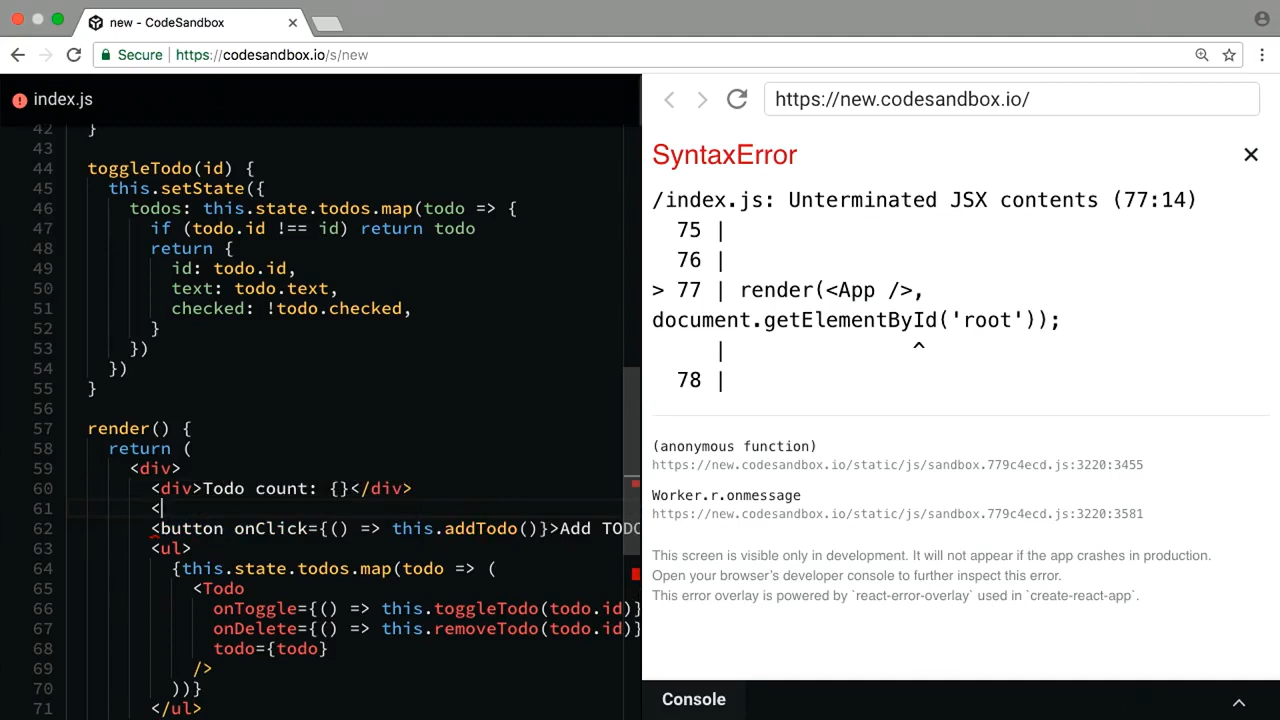 new - CodeSandbox
Secure https://codesandbox.io/s/new
index.js
https://new.codesandbox.io/
42 }
43
44 toggleTodo(id) {
45 this.setState({
46 todos: this.state.todos.map(todo => {
47 if (todo.id !== id) return todo
48 return {
49 id: todo.id,
50 text: todo.text,
51 checked: !todo.checked,
52 }
53 })
54 })
55 }
56
57 render() {
58 return (
59 <div>
60 <div>Todo count: {}</div>
61 <
62 <button onClick={() => this.addTodo()}>Add TODO
63 <ul>
64 {this.state.todos.map(todo => (
65 <Todo
66 onToggle={() => this.toggleTodo(todo.id)}
67 onDelete={() => this.removeTodo(todo.id)}
68 todo={todo}
69 />
70 ))}
71 </ul>
SyntaxError
/index.js: Unterminated JSX contents (77:14)
75 |
76 |
> 77 | render(<App />,
document.getElementById('root'));
| ^
78 |
(anonymous function)
https://new.codesandbox.io/static/js/sandbox.779c4ecd.js:3220:3455
Worker.r.onmessage
https://new.codesandbox.io/static/js/sandbox.779c4ecd.js:3220:3581
This screen is visible only in development. It will not appear if the app crashes in production.
Open your browser's developer console to further inspect this error.
This error overlay is powered by `react-error-overlay` used in `create-react-app`.
Console